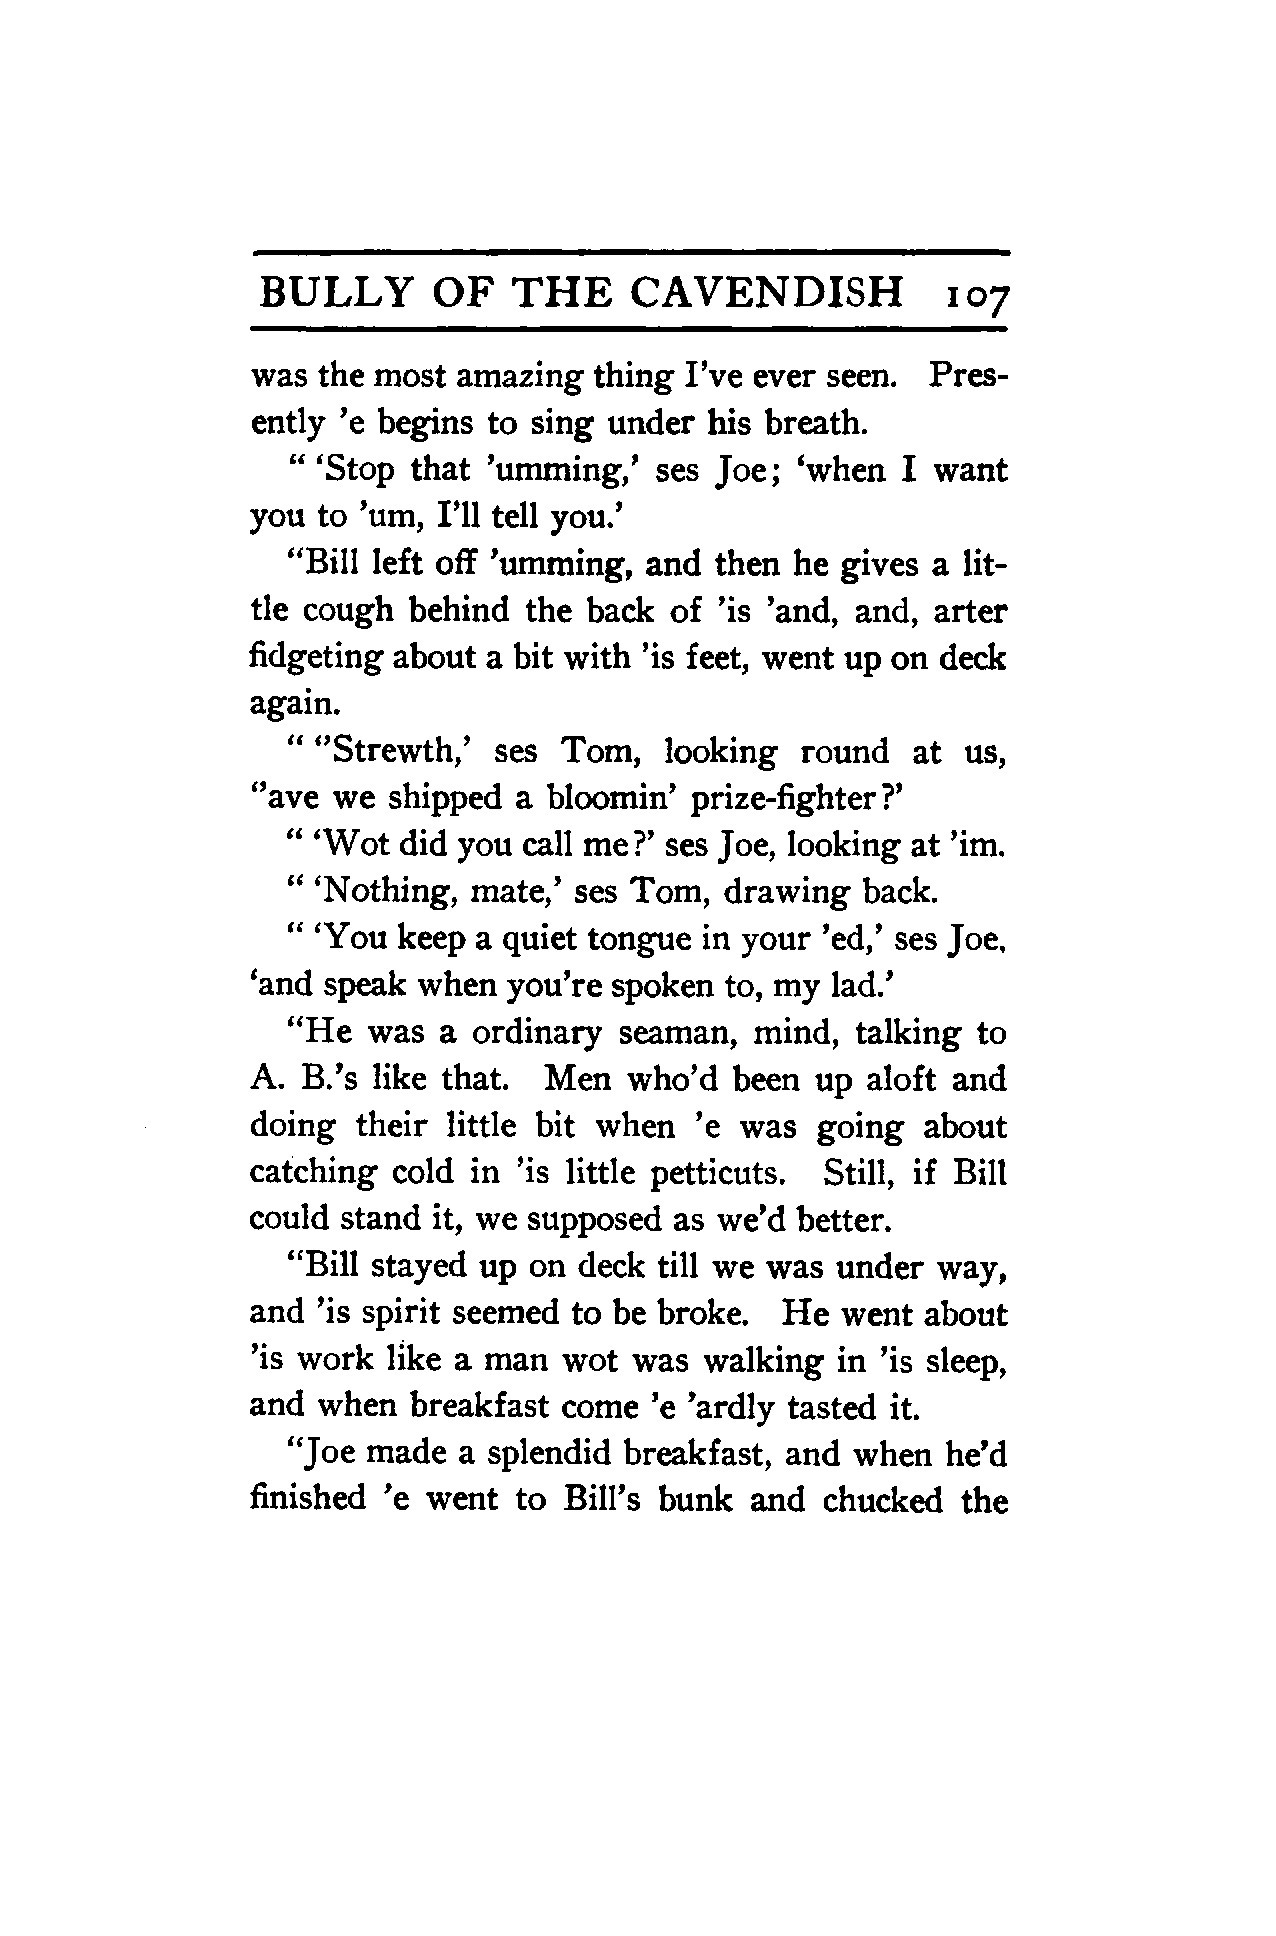 BULLY OF THE CAVENDISH 107
was the most amazing thing I've ever seen. Pres-
ently 'e begins to sing under his breath.
“ ‘Stop that ’umming,’ ses Joe; ‘when I want
you to ’um, I’ll tell you.’
“Bill left off ’umming, and then he gives a lit-
tle cough behind the back of ’is ’and, and, arter
fidgeting about a bit with ’is feet, went up on deck
again.
“ ‘’Strewth,’ ses Tom, looking round at us,
‘’ave we shipped a bloomin’ prize-fighter?’
“ ‘Wot did you call me?’ ses Joe, looking at ’im.
“ ‘Nothing, mate,’ ses Tom, drawing back.
“ ‘You keep a quiet tongue in your ’ed,’ ses Joe,
‘and speak when you’re spoken to, my lad.’
“He was a ordinary seaman, mind, talking to
A. B.’s like that. Men who’d been up aloft and
doing their little bit when ’e was going about
catching cold in ’is little petticuts. Still, if Bill
could stand it, we supposed as we’d better.
“Bill stayed up on deck till we was under way,
and ’is spirit seemed to be broke. He went about
’is work like a man wot was walking in ’is sleep,
and when breakfast come ’e ’ardly tasted it.
“Joe made a splendid breakfast, and when he’d
finished ’e went to Bill’s bunk and chucked the